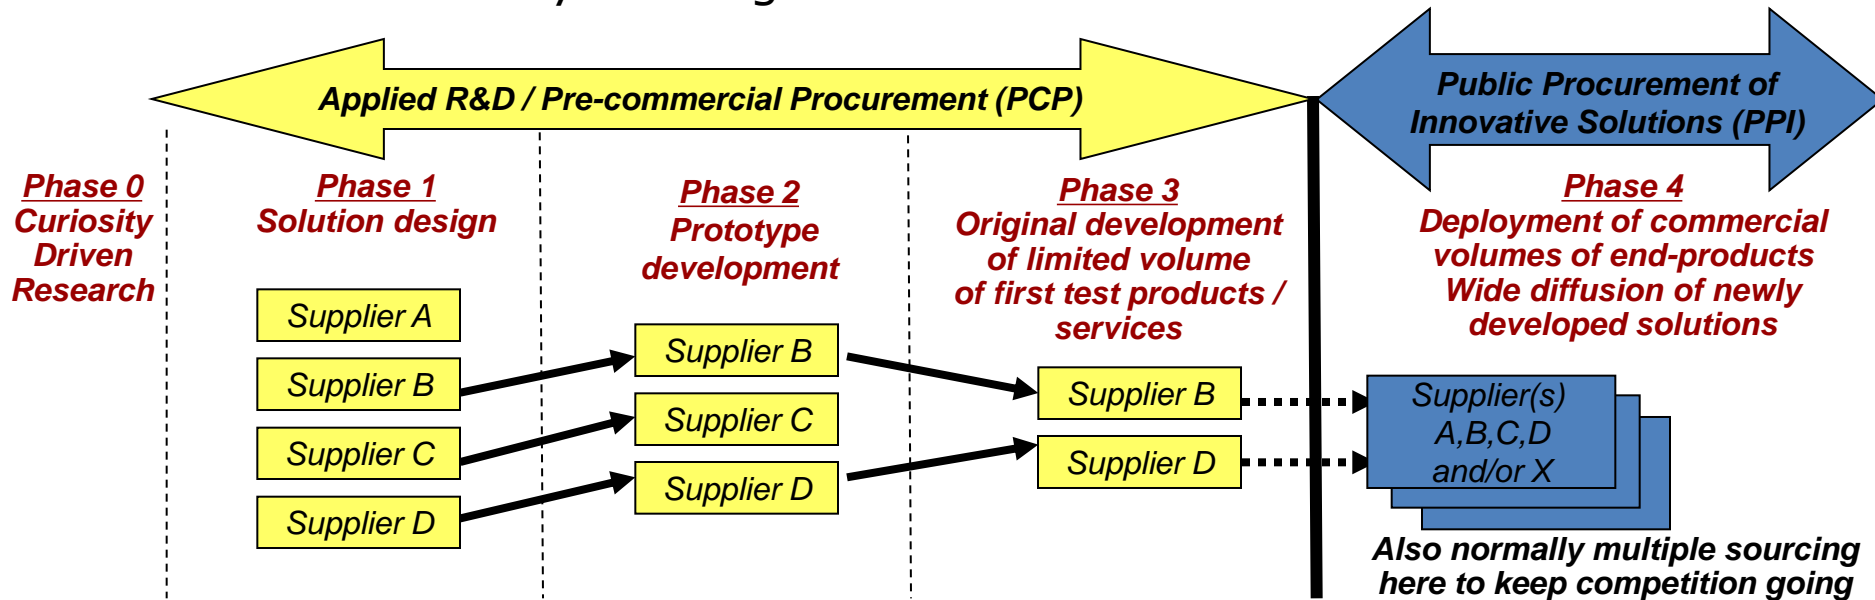 Applied R&D / Pre-commercial Procurement (PCP)
Public Procurement of
Innovative Solutions (PPI)
Phase 0
Curiosity
Driven
Research
Phase 1
Solution design
Supplier A
Supplier B
Supplier C
Supplier D
Phase 2
Prototype
development
Supplier B
Supplier C
Supplier D
Phase 3
Original development
of limited volume
of first test products /
services
Supplier B
Supplier D
Phase 4
Deployment of commercial
volumes of end-products
Wide diffusion of newly
developed solutions
Supplier(s)
A,B,C,D
and/or X
Also normally multiple sourcing
here to keep competition going